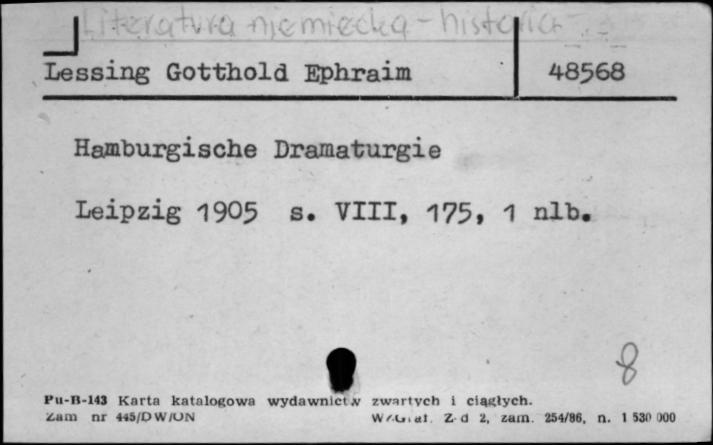 Literatura niemiecka - historia
Lessing Gotthold Ephraim 48568
Hamburgische Dramaturgie
Leipzig 1905 s. VIII, 175, 1 nlb.
8
Pu-B-143 Karta katalogowa wydawnictw zwartych i ciągłych.
Zam nr 445/DW/UN Z-d 2, zam. 254/86, n. 1 530 000